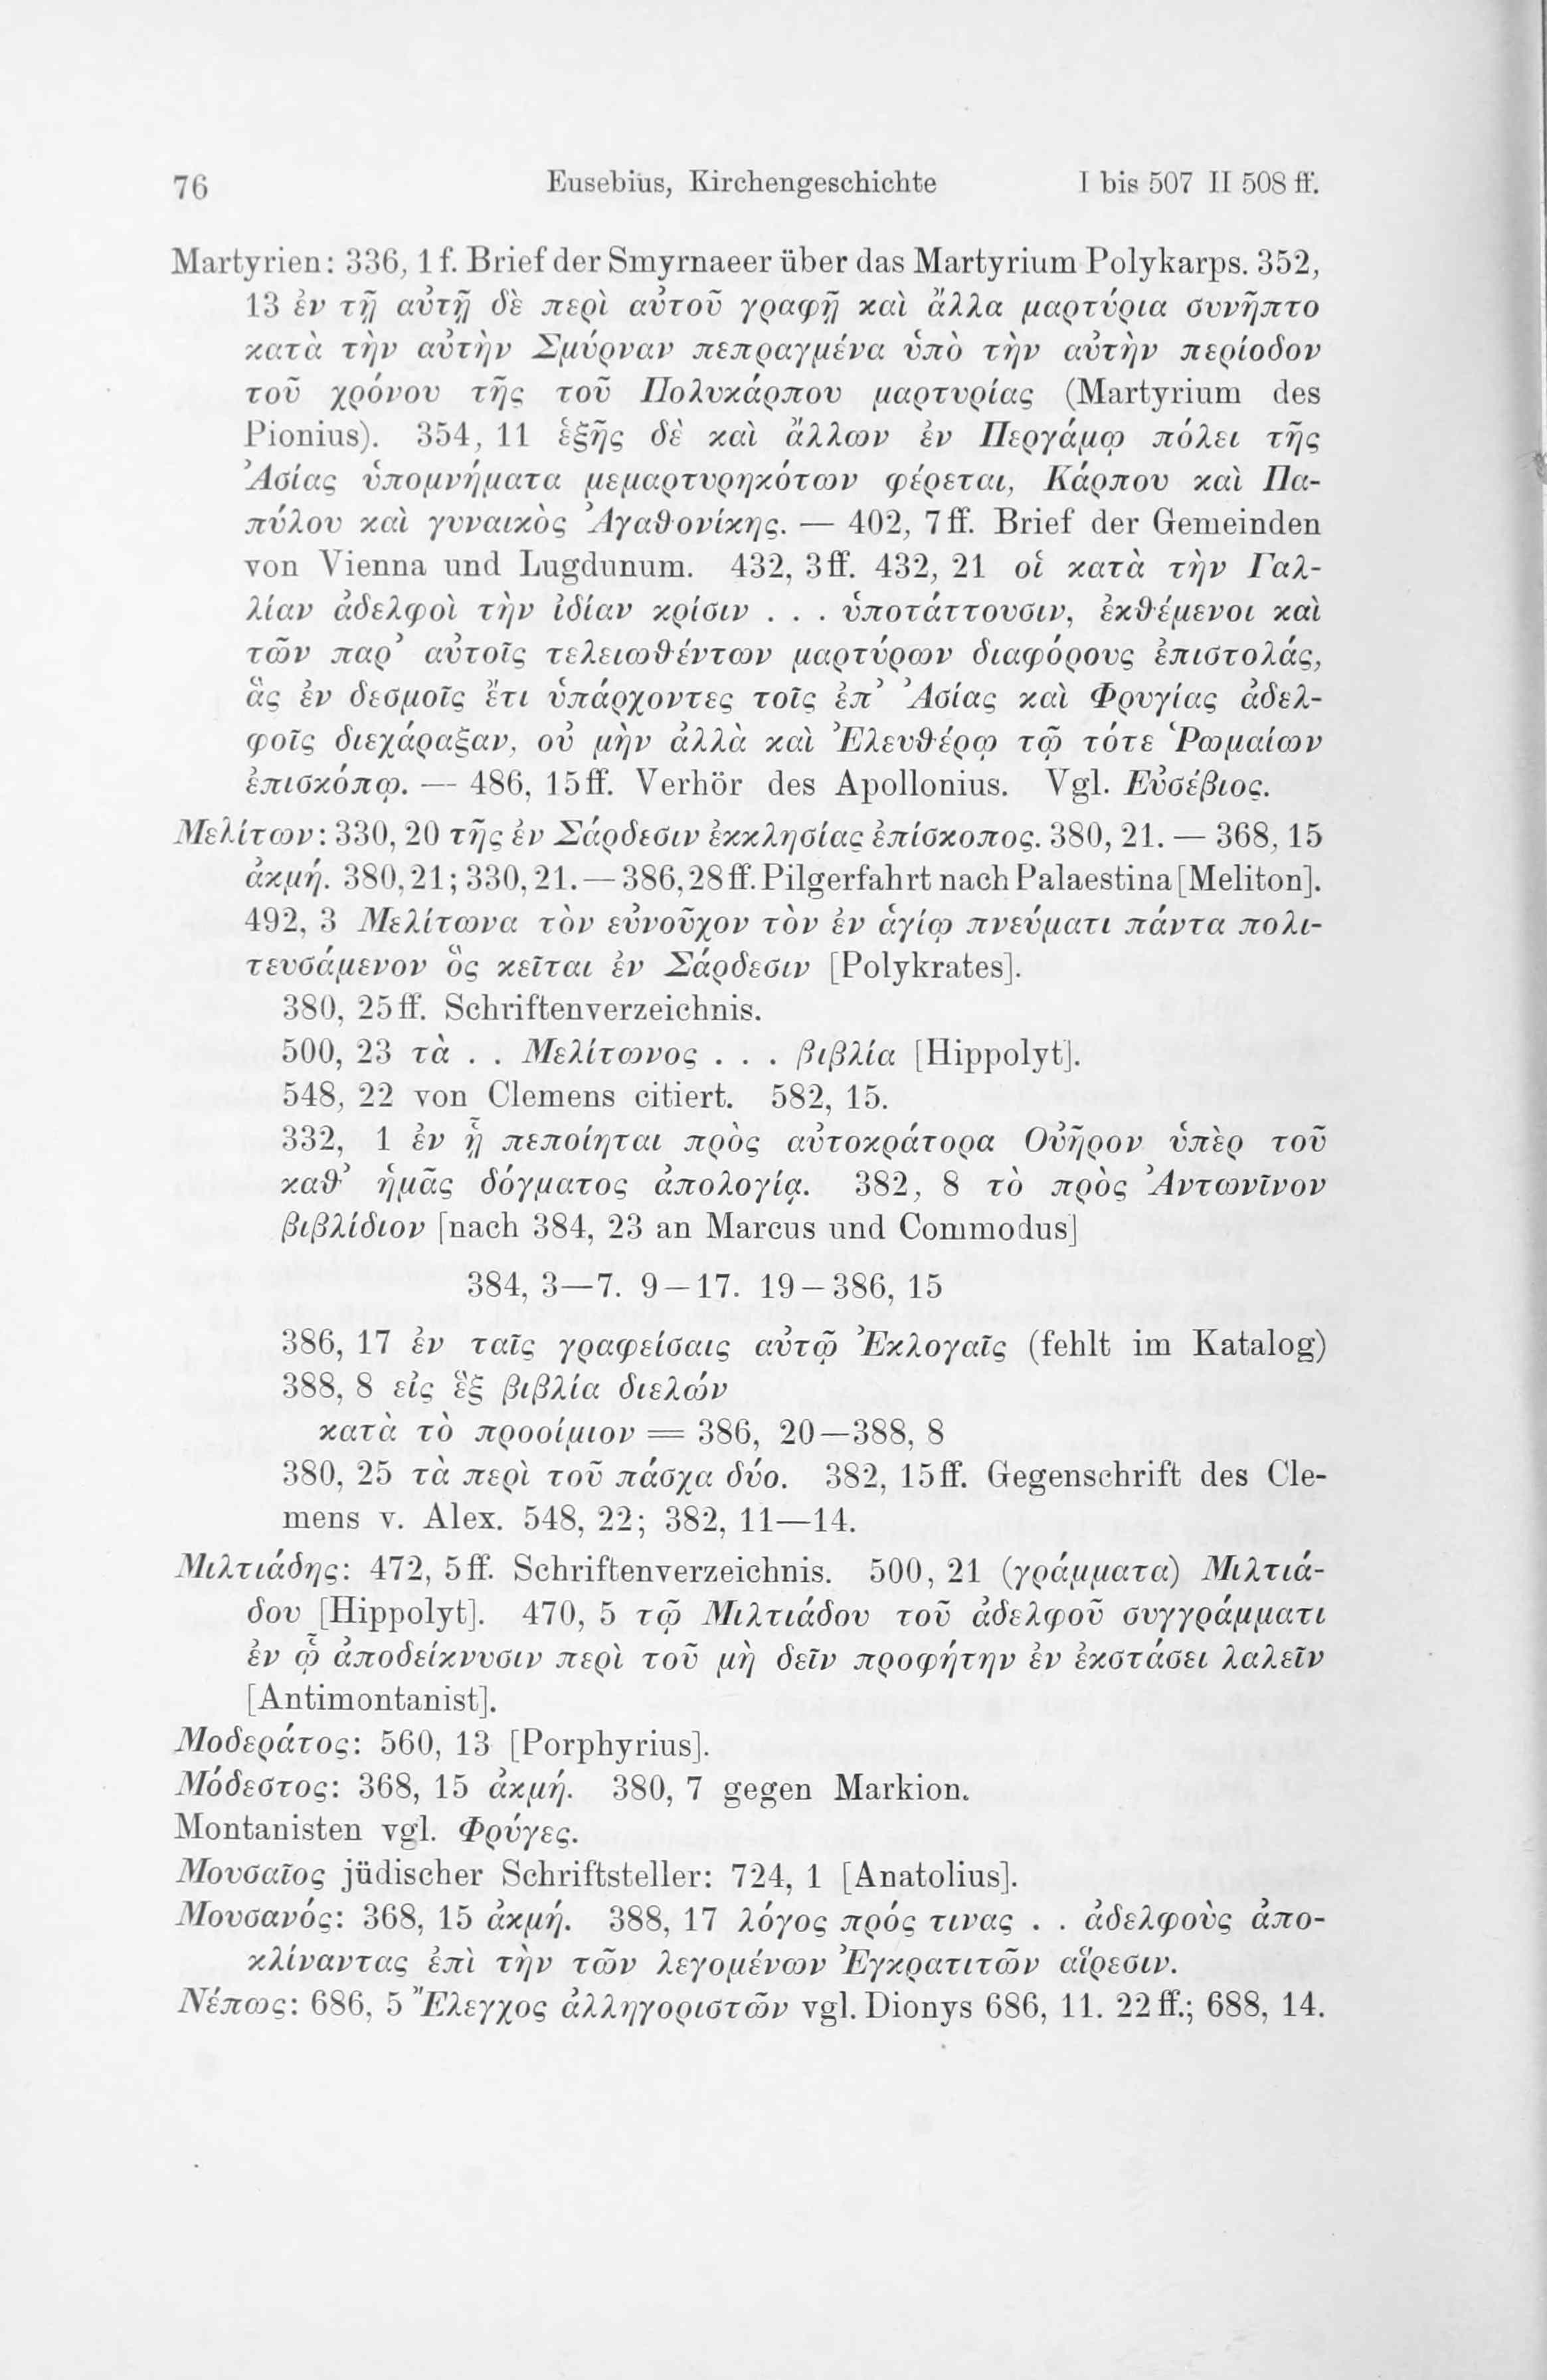 76 Eusebius, Kirchengeschichte I bis 507 II 508 ff.
Martyrien: 336, 1 f. Brief der Smyrnaeer über das Martyrium Polykarps. 352,
13 ἐν τῇ αὐτῇ δὲ περὶ αὐτοῦ γραφῇ καὶ ἄλλα μαρτύρια συνῆπτο
κατὰ τὴν αὐτὴν Σμύρναν πεπραγμένα ὑπὸ τὴν αὐτὴν περίοδον
τοῦ χρόνου τῆς τοῦ Πολυκάρπου μαρτυρίας (Martyrium des
Pionius). 354, 11 ἑξῆς δὲ καὶ ἄλλων ἐν Περγάμῳ πόλει τῆς
Ἀσίας ὑπομνήματα μεμαρτυρηκότων φέρεται, Κάρπου καὶ Πα-
πύλου καὶ γυναικὸς Ἀγαθονίκης. — 402, 7 ff. Brief der Gemeinden
von Vienna und Lugdunum. 432, 3 ff. 432, 21 οἱ κατὰ τὴν Γαλ-
λίαν ἀδελφοὶ τὴν ἰδίαν κρίσιν . . . ὑποτάττουσιν, ἐκθέμενοι καὶ
τῶν παρ’ αὐτοῖς τελειωθέντων μαρτύρων διαφόρους ἐπιστολάς,
ἃς ἐν δεσμοῖς ἔτι ὑπάρχοντες τοῖς ἐπ’ Ἀσίας καὶ Φρυγίας ἀδελ-
φοῖς διεχάραξαν, οὐ μὴν ἀλλὰ καὶ Ἐλευθέρῳ τῷ τότε Ῥωμαίων
ἐπισκόπῳ. — 486, 15 ff. Verhör des Apollonius. Vgl. Εὐσέβιος.
Μελίτων: 330, 20 τῆς ἐν Σάρδεσιν ἐκκλησίας ἐπίσκοπος. 380, 21. — 368, 15
ἀκμή. 380, 21; 330, 21. — 386, 28 ff. Pilgerfahrt nach Palaestina [Meliton].
492, 3 Μελίτωνα τὸν εὐνοῦχον τὸν ἐν ἁγίῳ πνεύματι πάντα πολι-
τευσάμενον ὃς κεῖται ἐν Σάρδεσιν [Polykrates].
380, 25 ff. Schriftenverzeichnis.
500, 23 τὰ . . Μελίτωνος . . . βιβλία [Hippolyt].
548, 22 von Clemens citiert. 582, 15.
332, 1 ἐν ᾗ πεποίηται πρὸς αὐτοκράτορα Οὐῆρον ὑπὲρ τοῦ
καθ’ ἡμᾶς δόγματος ἀπολογίᾳ. 382, 8 τὸ πρὸς Ἀντωνῖνον
βιβλίδιον [nach 384, 23 an Marcus und Commodus]
384, 3—7. 9—17. 19—386, 15
386, 17 ἐν ταῖς γραφείσαις αὐτῷ Ἐκλογαῖς (fehlt im Katalog)
388, 8 εἰς ἓξ βιβλία διελών
κατὰ τὸ προοίμιον = 386, 20—388, 8
380, 25 τὰ περὶ τοῦ πάσχα δύο. 382, 15 ff. Gegenschrift des Cle-
mens v. Alex. 548, 22; 382, 11—14.
Μιλτιάδης: 472, 5 ff. Schriftenverzeichnis. 500, 21 (γράμματα) Μιλτιά-
δου [Hippolyt]. 470, 5 τῷ Μιλτιάδου τοῦ ἀδελφοῦ συγγράμματι
ἐν ᾧ ἀποδείκνυσιν περὶ τοῦ μὴ δεῖν προφήτην ἐν ἐκστάσει λαλεῖν
[Antimontanist].
Μοδεράτος: 560, 13 [Porphyrius].
Μόδεστος: 368, 15 ἀκμή. 380, 7 gegen Markion.
Montanisten vgl. Φρύγες.
Μουσαῖος jüdischer Schriftsteller: 724, 1 [Anatolius].
Μουσανός: 368, 15 ἀκμή. 388, 17 λόγος πρός τινας . . ἀδελφοὺς ἀπο-
κλίναντας ἐπὶ τὴν τῶν λεγομένων Ἐγκρατιτῶν αἵρεσιν.
Νέπως: 686, 5 Ἔλεγχος ἀλληγοριστῶν vgl. Dionys 686, 11. 22 ff.; 688, 14.